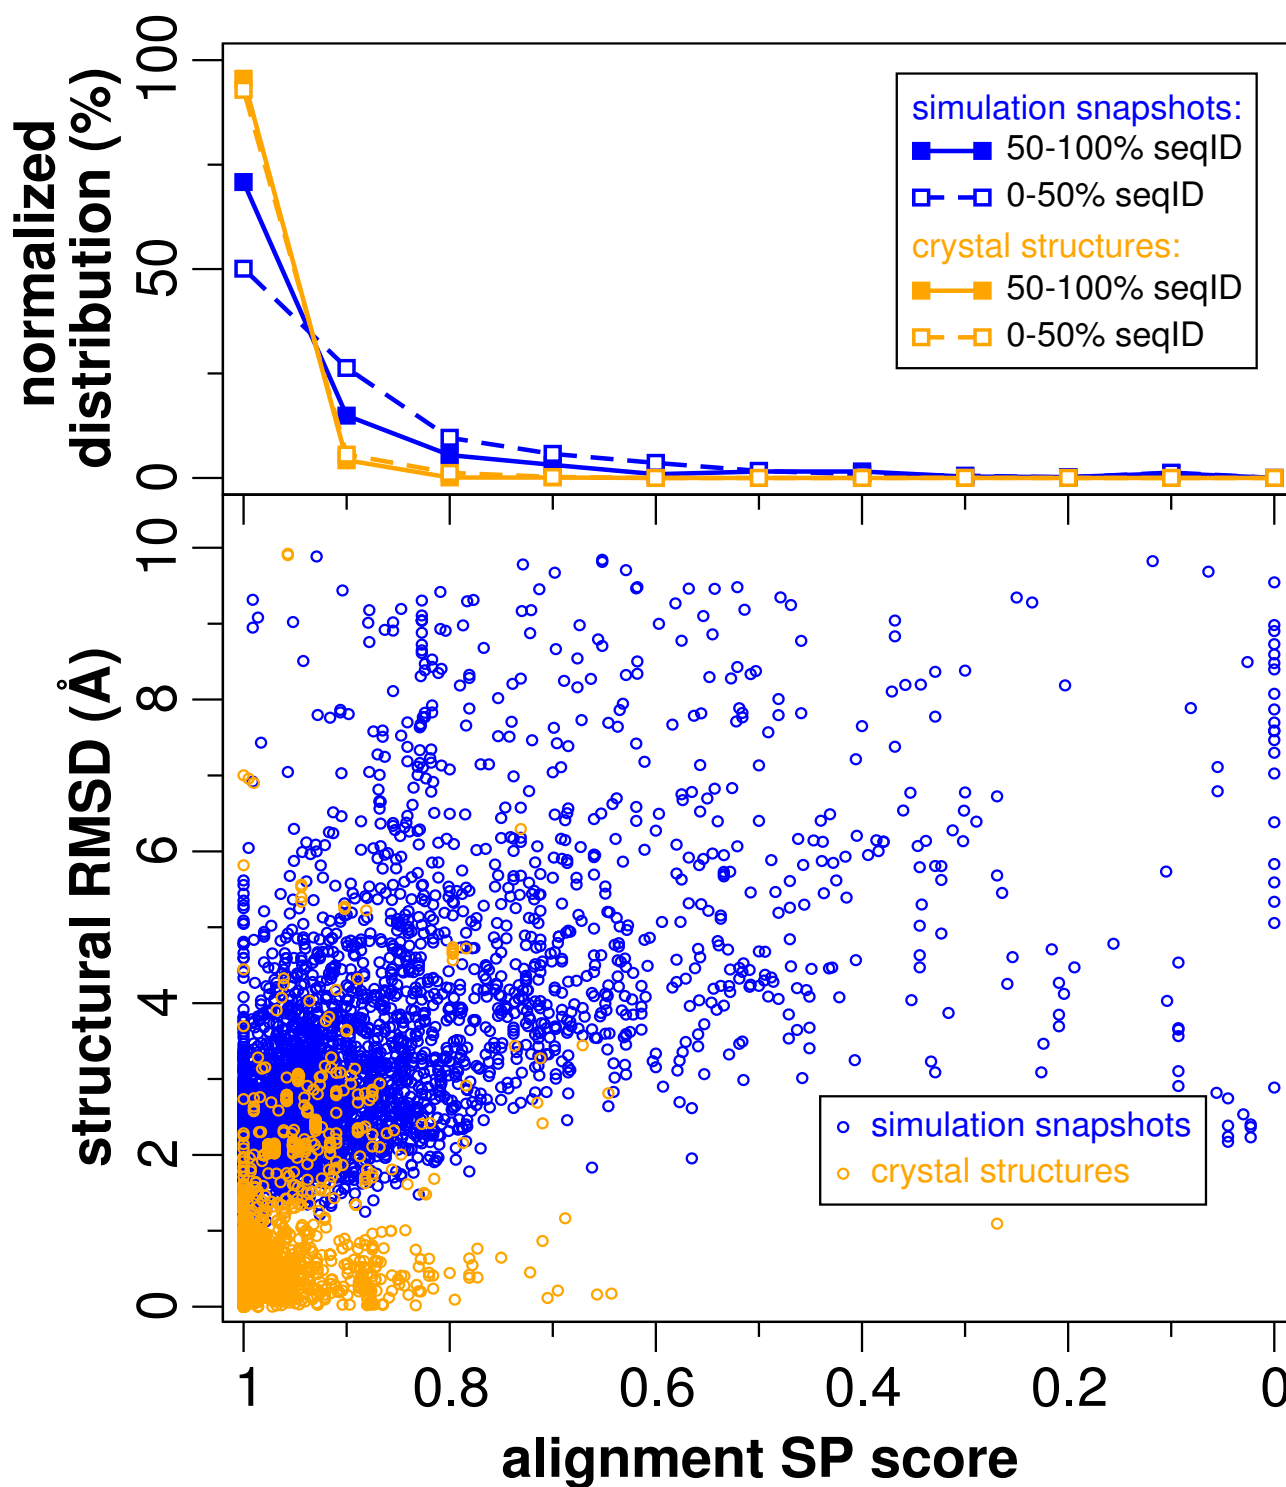 normalized
distribution (%)
100
50
0
simulation snapshots:
50-100% seqID
0-50% seqID
crystal structures:
50-100% seqID
0-50% seqID
structural RMSD (Å)
10
8
6
4
2
0
simulation snapshots
crystal structures
1 0.8 0.6 0.4 0.2 0
alignment SP score